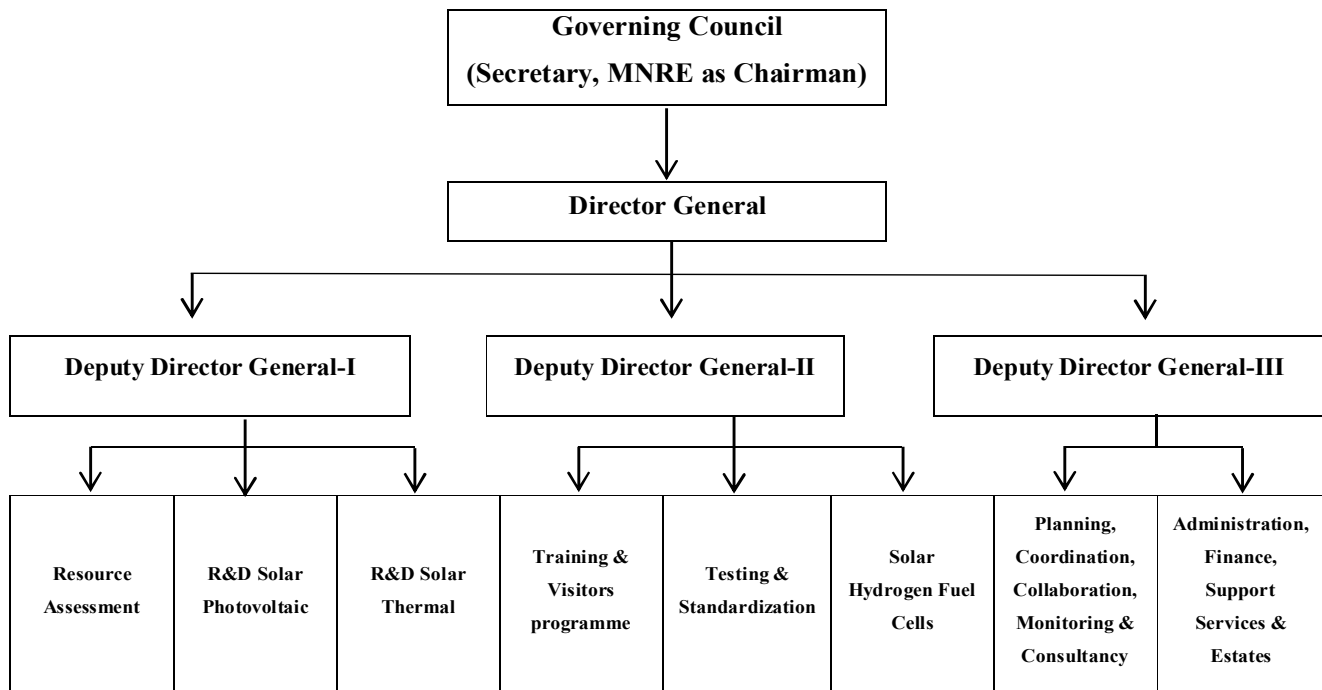 Governing Council
(Secretary, MNRE as Chairman)
Director General
Deputy Director General-I
Deputy Director General-II
Deputy Director General-III
Resource
Assessment
R&D Solar
Photovoltaic
R&D Solar
Thermal
Training &
Visitors
programme
Testing &
Standardization
Solar
Hydrogen Fuel
Cells
Planning,
Coordination,
Collaboration,
Monitoring &
Consultancy
Administration,
Finance,
Support
Services &
Estates